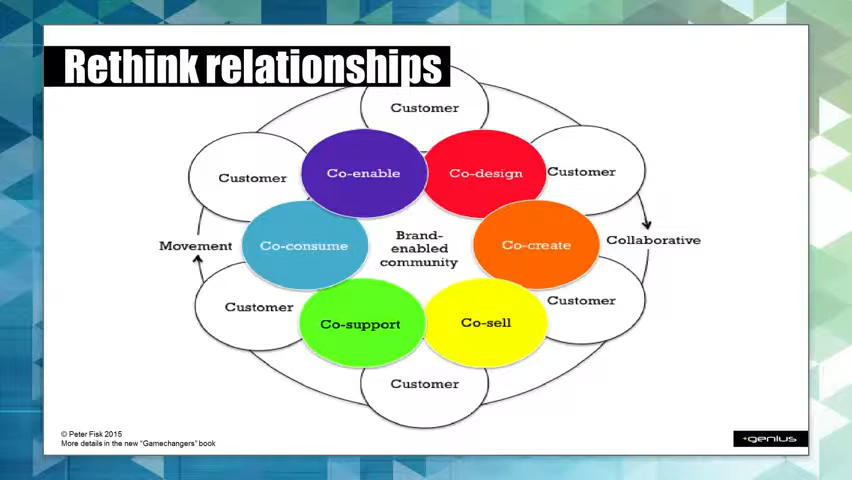 Rethink relationships
Customer
Customer
Co-enable
Co-design
Customer
Movement
Co-consume
Brand-
enabled
community
Co-create
Collaborative
Customer
Co-support
Co-sell
Customer
Customer
© Peter Fisk 2015
More details in the new "Gamechangers" book
+genius